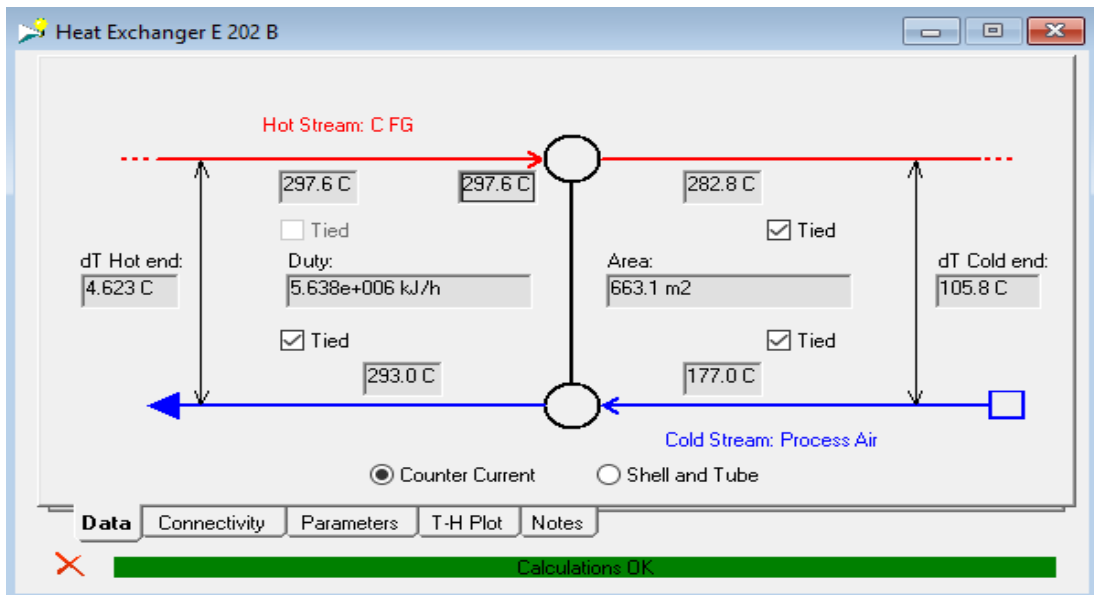 Heat Exchanger E 202 B
Hot Stream: C FG
297.6 C 297.6 C 282.8 C
Tied Tied
dT Hot end: Duty: Area: dT Cold end:
4.623 C 5.638e+006 kJ/h 663.1 m2 105.8 C
Tied Tied
293.0 C 177.0 C
Cold Stream: Process Air
Counter Current Shell and Tube
Data Connectivity Parameters T-H Plot Notes
Calculations OK